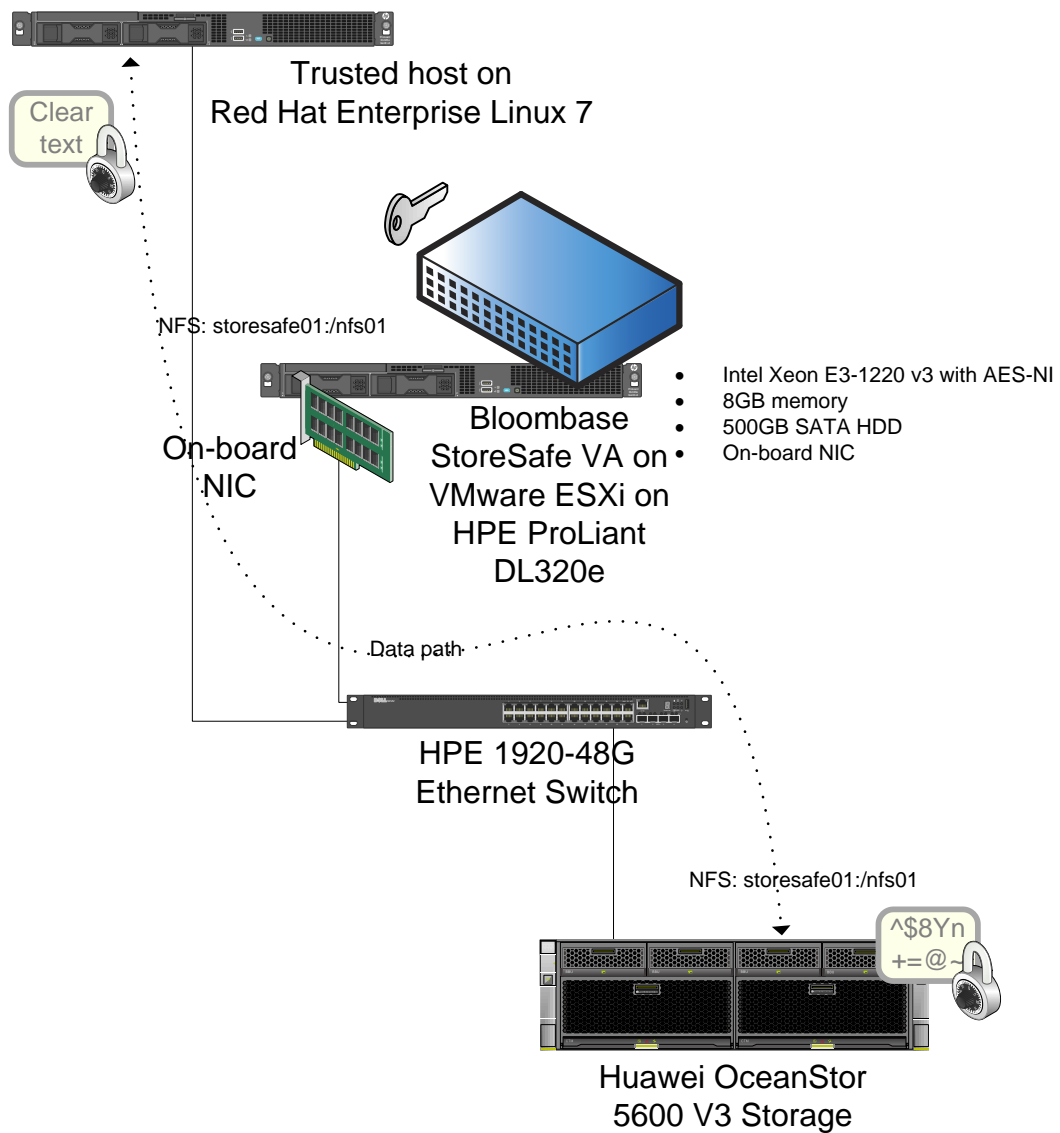 Trusted host on
Red Hat Enterprise Linux 7
Clear
text
NFS: storesafe01:/nfs01
On-board
NIC
Bloombase
StoreSafe VA on
VMware ESXi on
HPE ProLiant
DL320e
• Intel Xeon E3-1220 v3 with AES-NI
• 8GB memory
• 500GB SATA HDD
• On-board NIC
Data path
DELL
HPE 1920-48G
Ethernet Switch
NFS: storesafe01:/nfs01
^$8Yn
+=@~
Huawei OceanStor
5600 V3 Storage